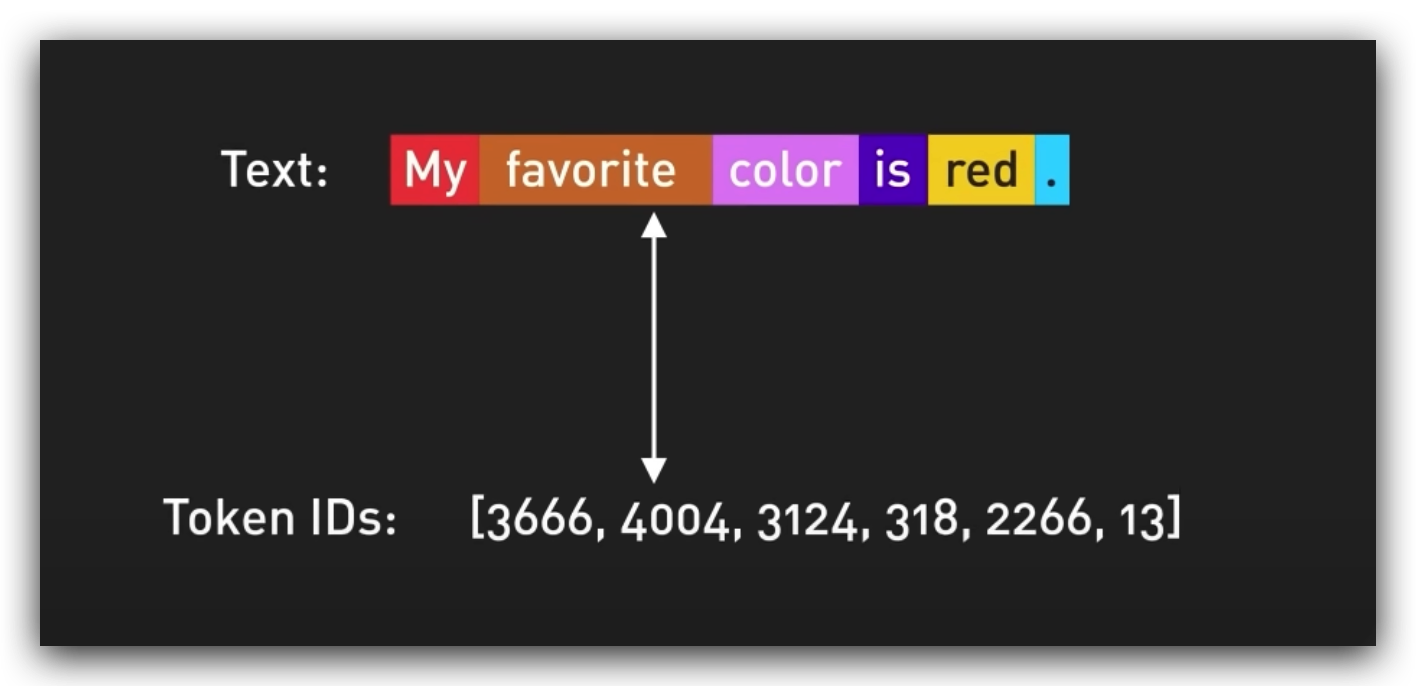 Text: My favorite color is red.
Token IDs: [3666, 4004, 3124, 318, 2266, 13]